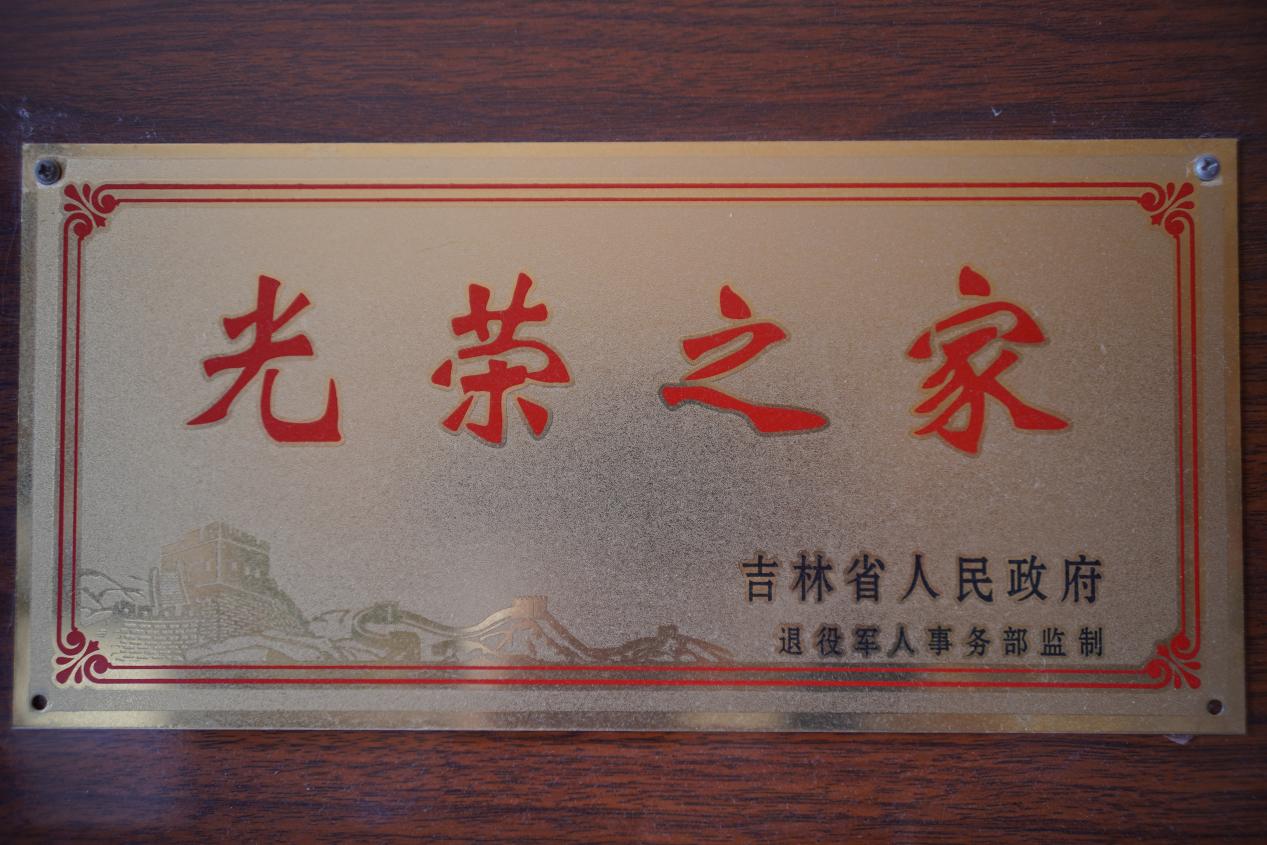 光荣之家
吉林省人民政府
退役军人事务部监制